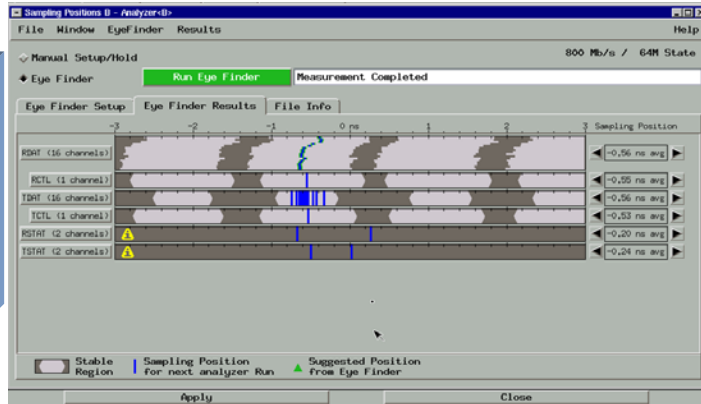 Sampling Positions B - Analyzer<B>
File Window EyeFinder Results Help
Manual Setup/Hold
800 Mb/s / 64M State
Eye Finder Run Eye Finder Measurement Completed
Eye Finder Setup Eye Finder Results File Info
-3 -2 -1 0 ns 1 2 3 Sampling Position
RDAT (16 channels) -0.56 ns avg
RCTL (1 channel) -0.55 ns avg
TDAT (16 channels) -0.56 ns avg
TCTL (1 channel) -0.53 ns avg
RSTAT (2 channels) -0.20 ns avg
TSTAT (2 channels) -0.24 ns avg
Stable Region
Sampling Position for next analyzer Run
Suggested Position from Eye Finder
Apply Close